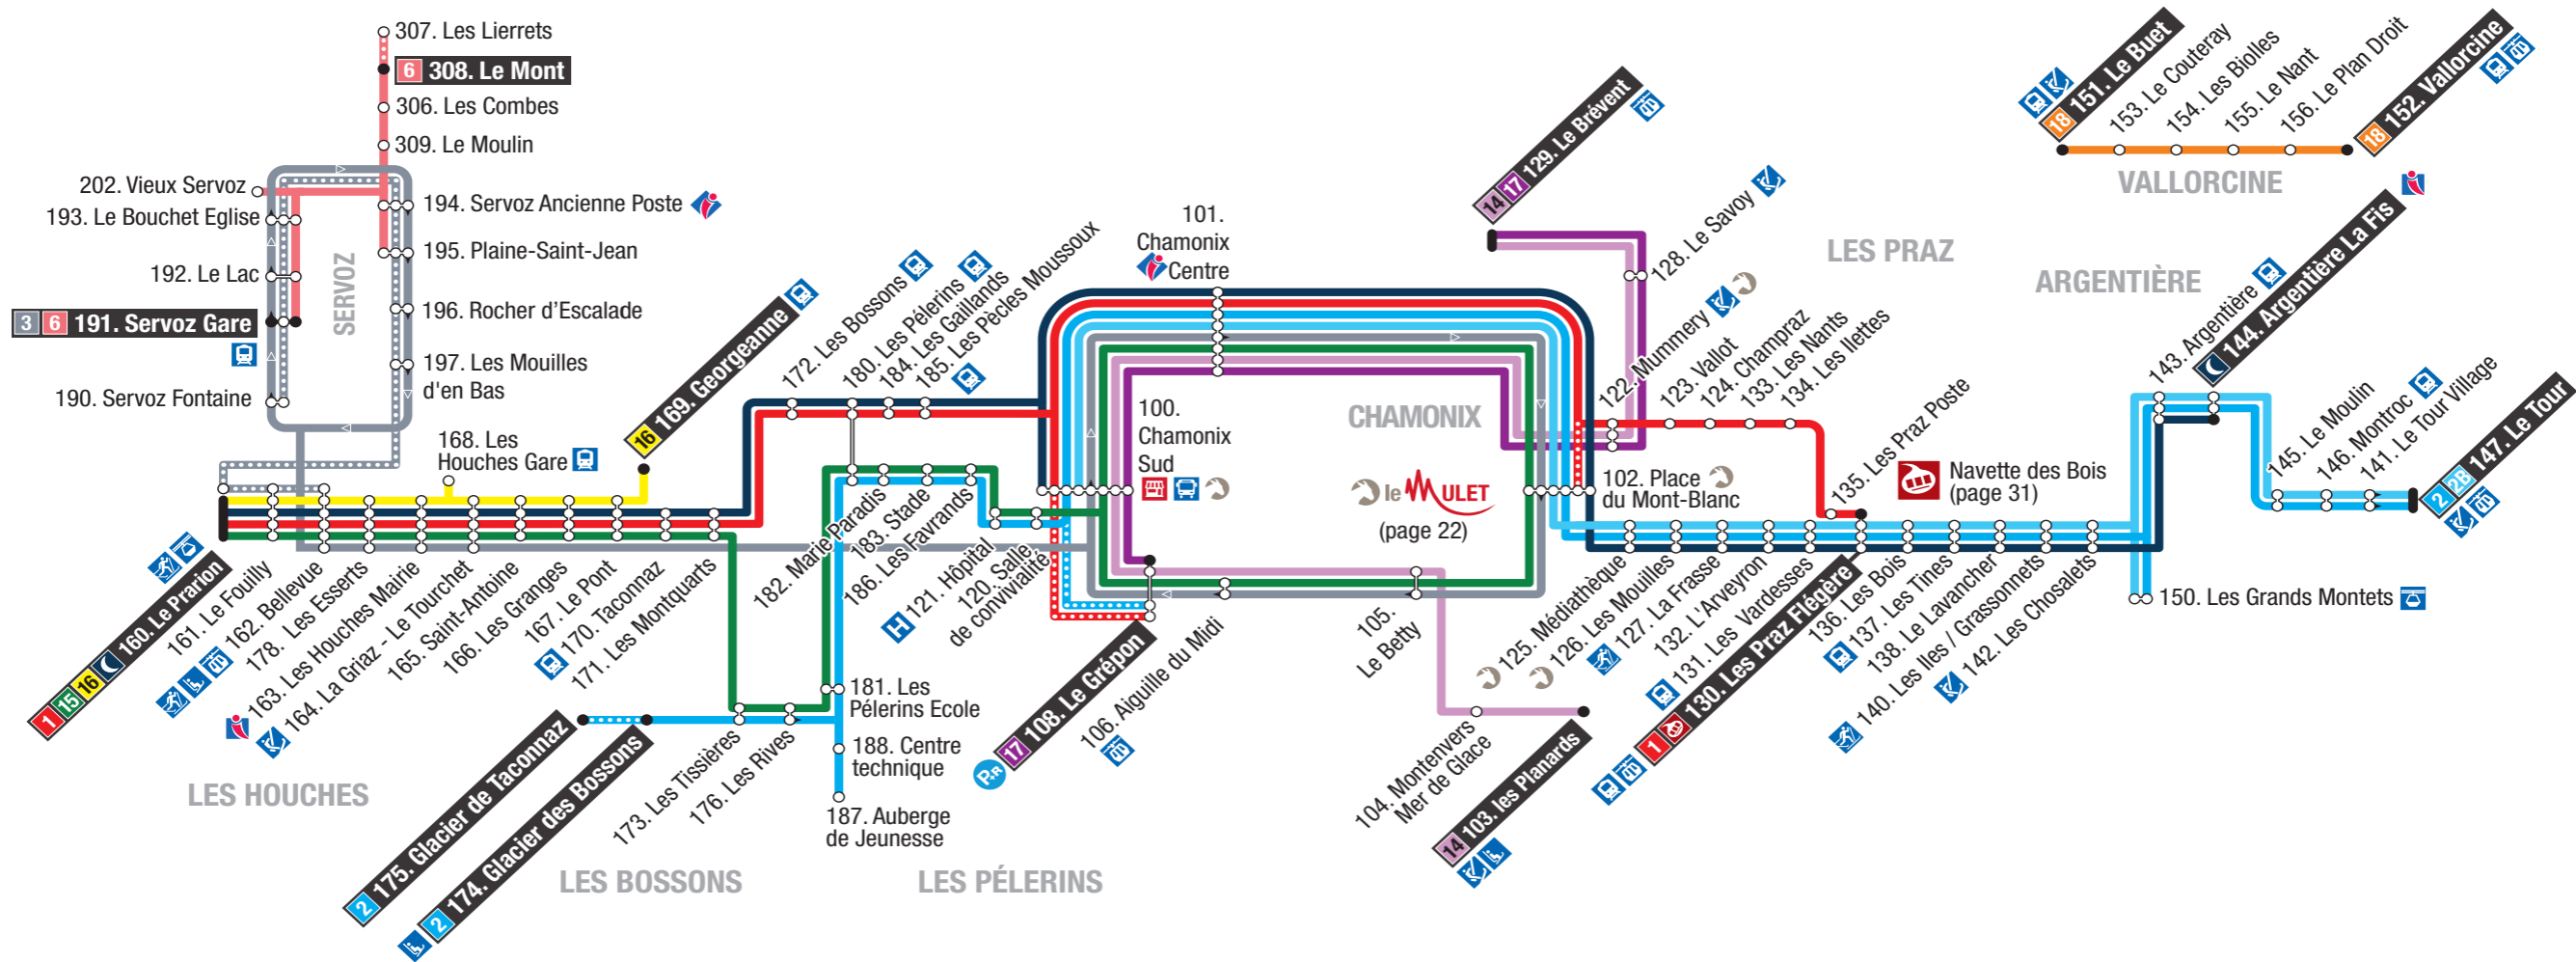 307. Les Lierrets
6 308. Le Mont
306. Les Combes
309. Le Moulin
202. Vieux Servoz
193. Le Bouchet Eglise
192. Le Lac
3 6 191. Servoz Gare
190. Servoz Fontaine
SERVOZ
194. Servoz Ancienne Poste
195. Plaine-Saint-Jean
196. Rocher d'Escalade
197. Les Mouilles
d'en Bas
168. Les
Houches Gare
16 169. Georgeanne
1 15 16 160. Le Prarion
161. Le Fouilly
162. Bellevue
178. Les Esserts
163. Les Houches Mairie
164. La Griaz - Le Tourchet
165. Saint-Antoine
166. Les Granges
167. Le Pont
170. Taconnaz
171. Les Montquarts
LES HOUCHES
172. Les Bossons
180. Les Pélerins
184. Les Gaillands
185. Les Pècles Moussoux
182. Marie Paradis
183. Stade
186. Les Favrands
H 121. Hôpital
120. Salle
de convivialité
181. Les
Pélerins Ecole
188. Centre
technique
187. Auberge
de Jeunesse
173. Les Tissières
176. Les Rives
2 175. Glacier de Taconnaz
2 174. Glacier des Bossons
LES BOSSONS
LES PÉLERINS
101.
Chamonix
Centre
100.
Chamonix
Sud
CHAMONIX
le MULET
(page 22)
P+R 17 108. Le Grépon
106. Aiguille du Midi
105.
Le Betty
104. Montenvers
Mer de Glace
14 103. les Planards
14 17 129. Le Brévent
128. Le Savoy
122. Mummery
123. Vallot
124. Champraz
133. Les Nants
134. Les Ilettes
135. Les Praz Poste
102. Place
du Mont-Blanc
LES PRAZ
Navette des Bois
(page 31)
125. Médiathèque
126. Les Mouilles
127. La Frasse
132. L'Arveyron
131. Les Vardesses
1 130. Les Praz Flégère
136. Les Bois
137. Les Tines
138. Le Lavancher
140. Les Iles / Grassonnets
142. Les Chosalets
ARGENTIÈRE
143. Argentière
144. Argentière La Fis
150. Les Grands Montets
145. Le Moulin
146. Montroc
141. Le Tour Village
2 2B 147. Le Tour
18 151. Le Buet
153. Le Couteray
154. Les Biolles
155. Le Nant
156. Le Plan Droit
18 152. Vallorcine
VALLORCINE